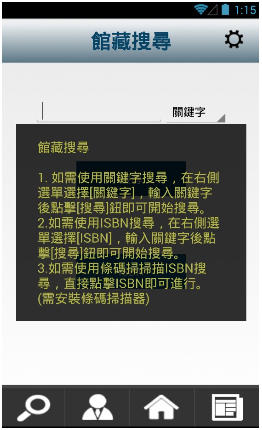 1:15
館藏搜尋
關鍵字
館藏搜尋
1. 如需使用關鍵字搜尋，在右側
選單選擇[關鍵字]，輸入關鍵字
後點擊[搜尋]鈕即可開始搜尋。
2.如需使用ISBN搜尋，在右側選
單選擇[ISBN]，輸入關鍵字後點
擊[搜尋]鈕即可開始搜尋。
3.如需使用條碼掃掃描ISBN搜
尋，直接點擊ISBN即可進行。
(需安裝條碼掃描器)